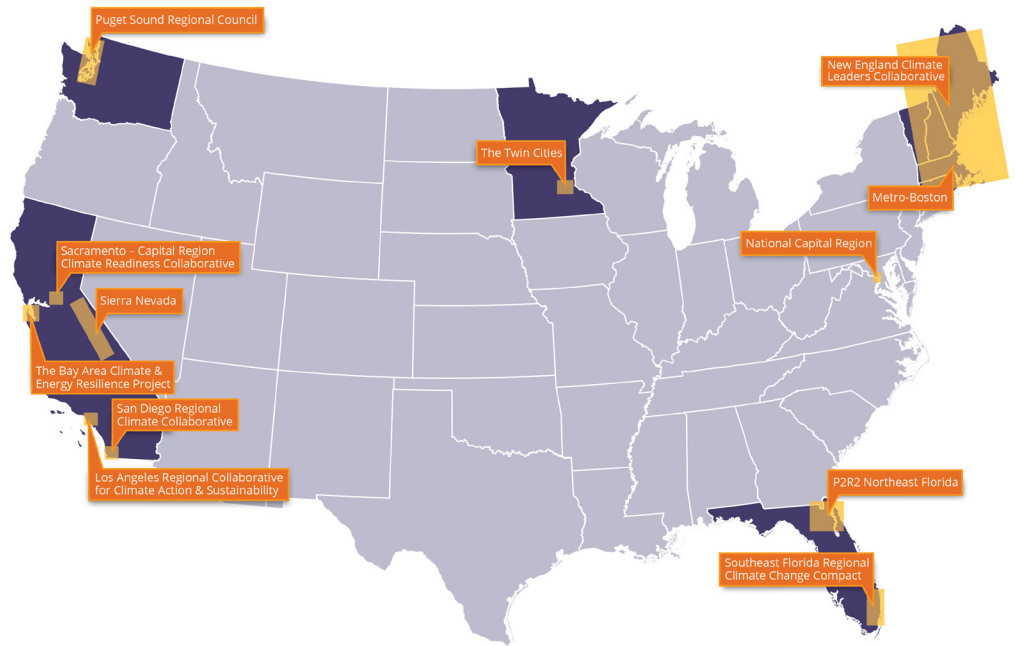 Puget Sound Regional Council
New England Climate
Leaders Collaborative
The Twin Cities
Metro-Boston
National Capital Region
Sacramento – Capital Region
Climate Readiness Collaborative
Sierra Nevada
The Bay Area Climate &
Energy Resilience Project
San Diego Regional
Climate Collaborative
Los Angeles Regional Collaborative
for Climate Action & Sustainability
P2R2 Northeast Florida
Southeast Florida Regional
Climate Change Compact